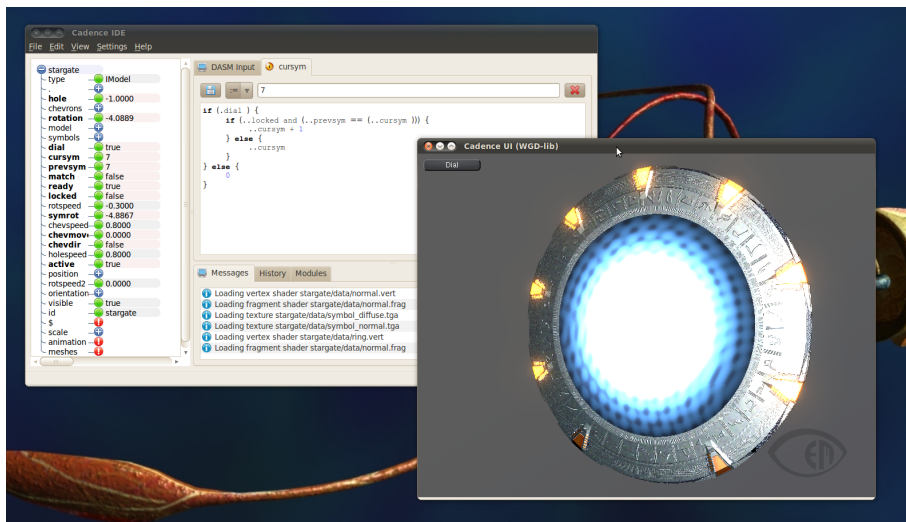 Cadence IDE
File Edit View Settings Help
stargate
type IModel
.
hole -1.0000
chevrons
rotation -4.0889
model
symbols
dial true
cursym 7
prevsym 7
match false
ready true
locked false
rotspeed -0.3000
symrot -4.8867
chevspeed 0.8000
chevmov 0.0000
chevdir false
holespeed 0.8000
active true
position
rotspeed2 0.0000
orientation
visible true
id stargate
$
scale
animation
meshes
DASM Input cursym
:= 7
if (.dial ) {
if (..locked and (..prevsym == (..cursym ))) {
..cursym + 1
} else {
..cursym
}
} else {
0
}
Messages History Modules
Loading vertex shader stargate/data/normal.vert
Loading fragment shader stargate/data/normal.frag
Loading texture stargate/data/symbol_diffuse.tga
Loading texture stargate/data/symbol_normal.tga
Loading vertex shader stargate/data/ring.vert
Loading fragment shader stargate/data/normal.frag
Cadence UI (WGD-lib)
Dial
EM